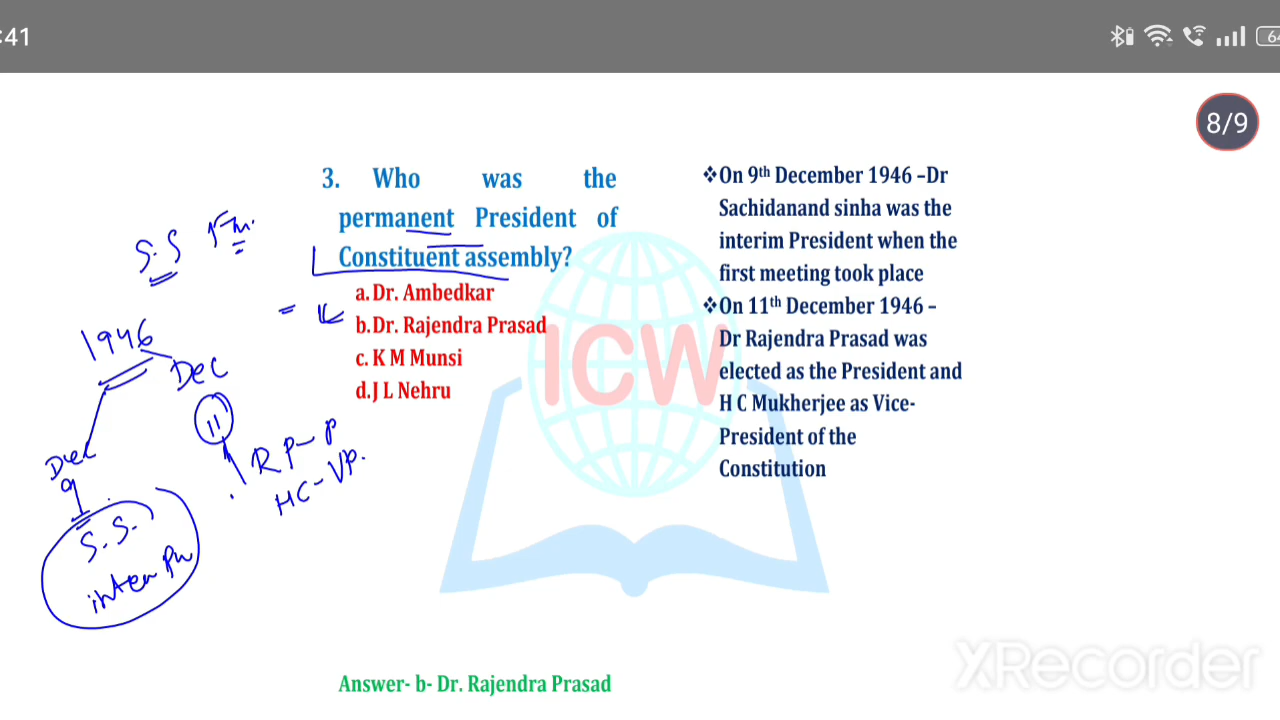 :41
64
8/9
3. Who was the
permanent President of
Constituent assembly?
a. Dr. Ambedkar
b. Dr. Rajendra Prasad
c. K M Munsi
d. J L Nehru
❖On 9th December 1946 –Dr
Sachidanand sinha was the
interim President when the
first meeting took place
❖On 11th December 1946 –
Dr Rajendra Prasad was
elected as the President and
H C Mukherjee as Vice-
President of the
Constitution
S.S
1946
Dec
11
RP-P
HC-VP.
Dec
9
S.S.
ICW
Answer- b- Dr. Rajendra Prasad
XRecorder